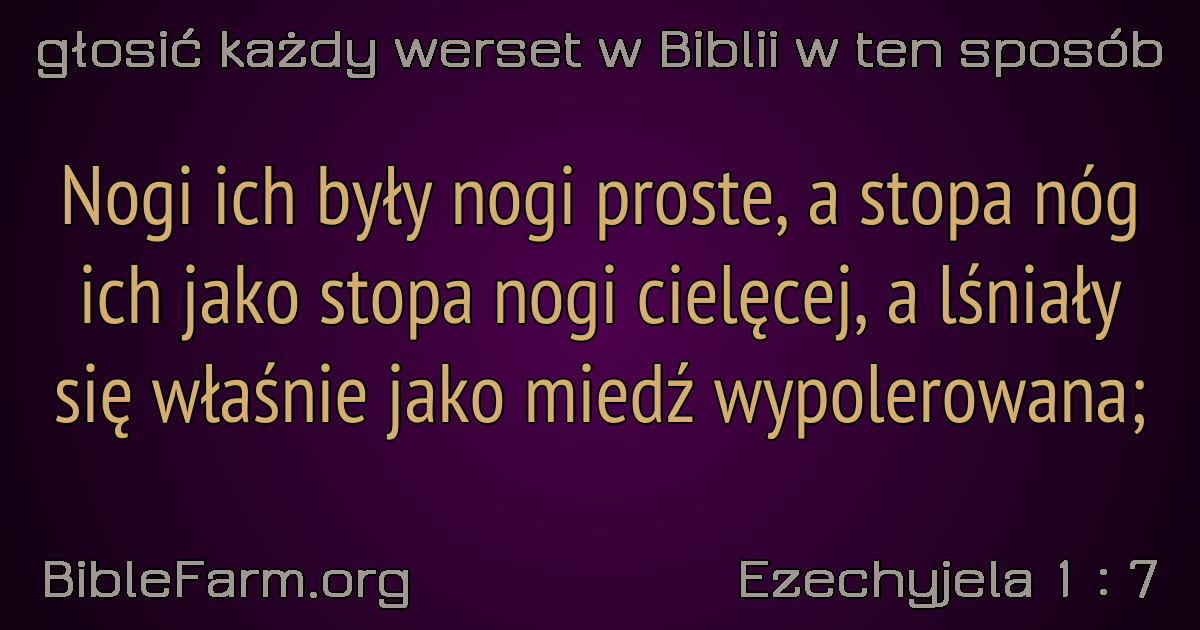 głosić każdy werset w Biblii w ten sposób
Nogi ich były nogi proste, a stopa nóg
ich jako stopa nogi cielęcej, a lśniały
się właśnie jako miedź wypolerowana;
BibleFarm.org
Ezechyjela 1 : 7